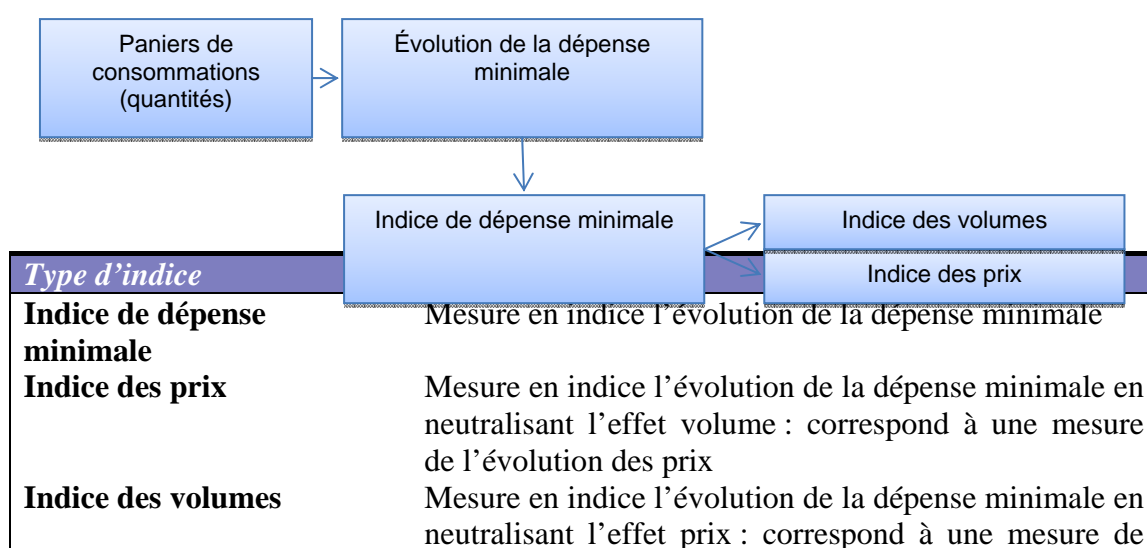 Paniers de
consommations
(quantités)
Évolution de la dépense
minimale
Indice de dépense minimale
Indice des volumes
Indice des prix
Type d'indice
Indice de dépense
minimale
Mesure en indice l'évolution de la dépense minimale
Indice des prix
Mesure en indice l'évolution de la dépense minimale en
neutralisant l'effet volume : correspond à une mesure
de l'évolution des prix
Indice des volumes
Mesure en indice l'évolution de la dépense minimale en
neutralisant l'effet prix : correspond à une mesure de